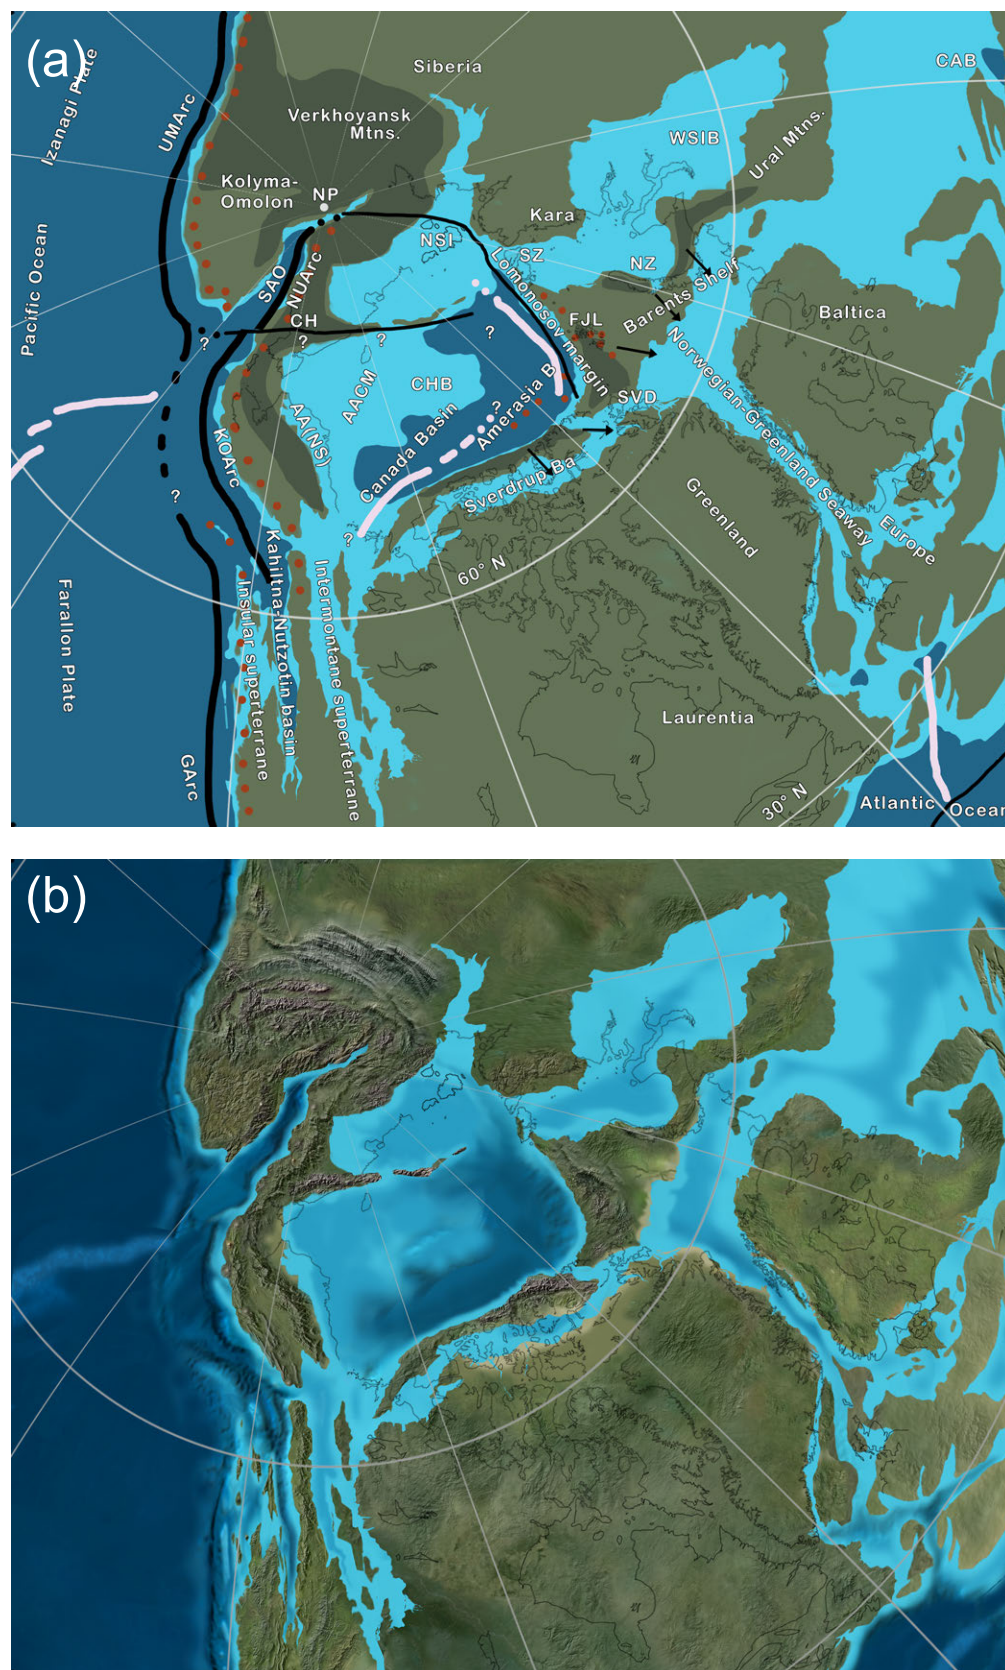 (a)
Izanagi Plate
UMArc
Siberia
CAB
Verkhoyansk
Mtns.
WSIB
Ural Mtns.
Kolyma-
Omolon
NP
Kara
Pacific Ocean
NSI
SZ
NZ
SAO
NUArc
Lomonosov margin
Barents Shelf
CH
?
?
?
?
FJL
Baltica
AACM
CHB
Norwegian-Greenland Seaway
SVD
AA(NS)
Canada Basin
?
Amerasia B
KOArc
Sverdrup Ba
Greenland
?
?
Europe
60° N
Farallon Plate
Kahiltna-Nutzotin basin
Insular superterrane
Intermontane superterrane
Laurentia
GArc
30° N
Atlantic Ocean
(b)